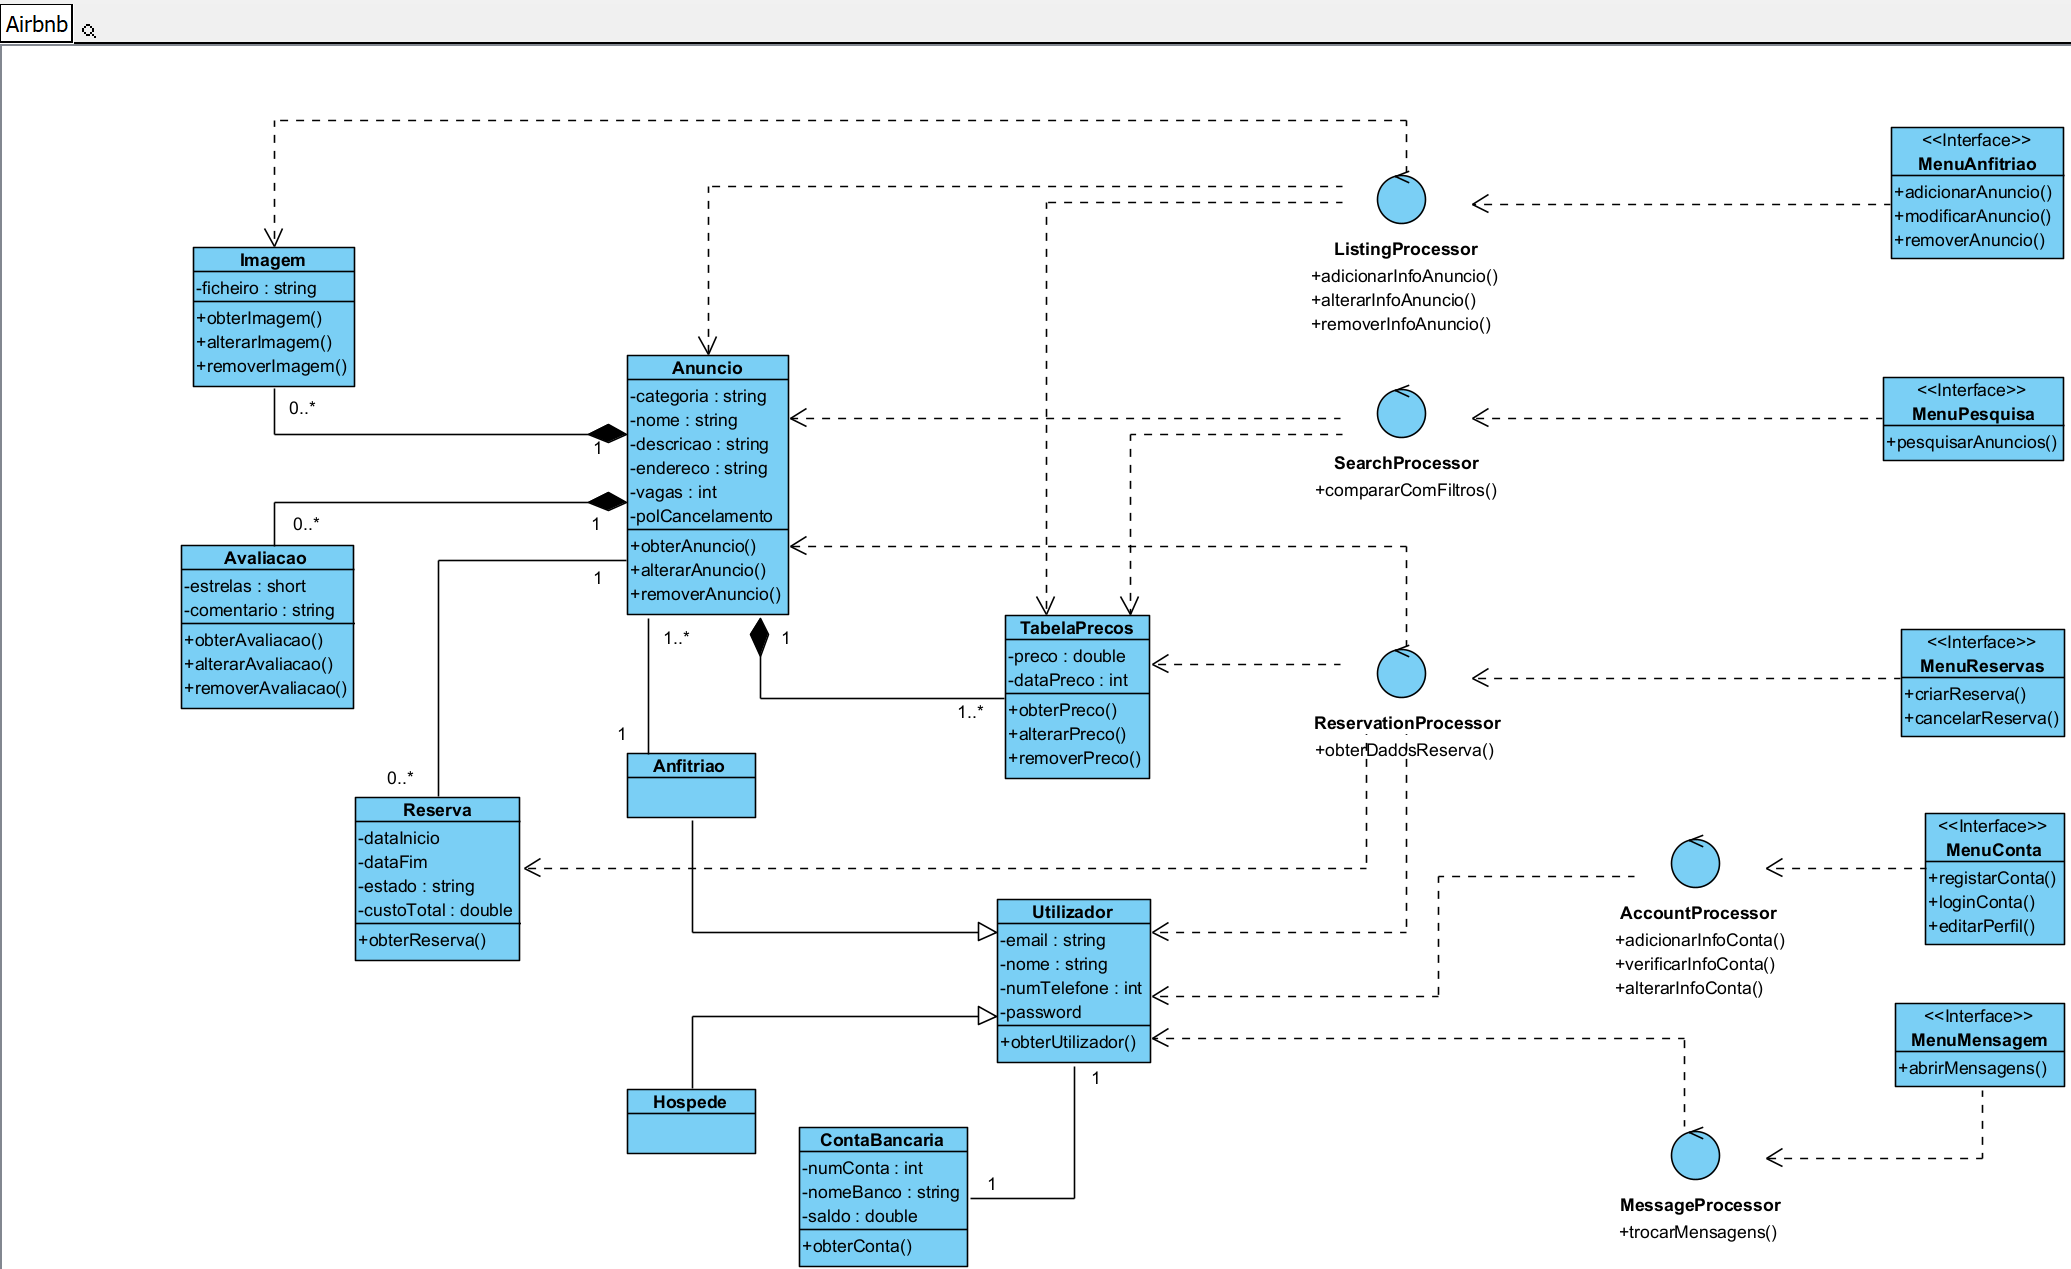 Airbnb
<<Interface>>
MenuAnfitriao
+adicionarAnuncio()
+modificarAnuncio()
+removerAnuncio()
ListingProcessor
+adicionarInfoAnuncio()
+alterarInfoAnuncio()
+removerInfoAnuncio()
Imagem
-ficheiro : string
+obterImagem()
+alterarImagem()
+removerImagem()
0..*
1
Anuncio
-categoria : string
-nome : string
-descricao : string
-endereco : string
-vagas : int
-polCancelamento
+obterAnuncio()
+alterarAnuncio()
+removerAnuncio()
<<Interface>>
MenuPesquisa
+pesquisarAnuncios()
SearchProcessor
+compararComFiltros()
0..*
1
Avaliacao
-estrelas : short
-comentario : string
+obterAvaliacao()
+alterarAvaliacao()
+removerAvaliacao()
1
1..*
1
TabelaPrecos
-preco : double
-dataPreco : int
+obterPreco()
+alterarPreco()
+removerPreco()
1..*
1
<<Interface>>
MenuReservas
+criarReserva()
+cancelarReserva()
ReservationProcessor
+obterDadosReserva()
Anfitriao
0..*
Reserva
-dataInicio
-dataFim
-estado : string
-custoTotal : double
+obterReserva()
<<Interface>>
MenuConta
+registarConta()
+loginConta()
+editarPerfil()
AccountProcessor
+adicionarInfoConta()
+verificarInfoConta()
+alterarInfoConta()
Utilizador
-email : string
-nome : string
-numTelefone : int
-password
+obterUtilizador()
1
<<Interface>>
MenuMensagem
+abrirMensagens()
Hospede
ContaBancaria
-numConta : int
-nomeBanco : string
-saldo : double
+obterConta()
1
MessageProcessor
+trocarMensagens()